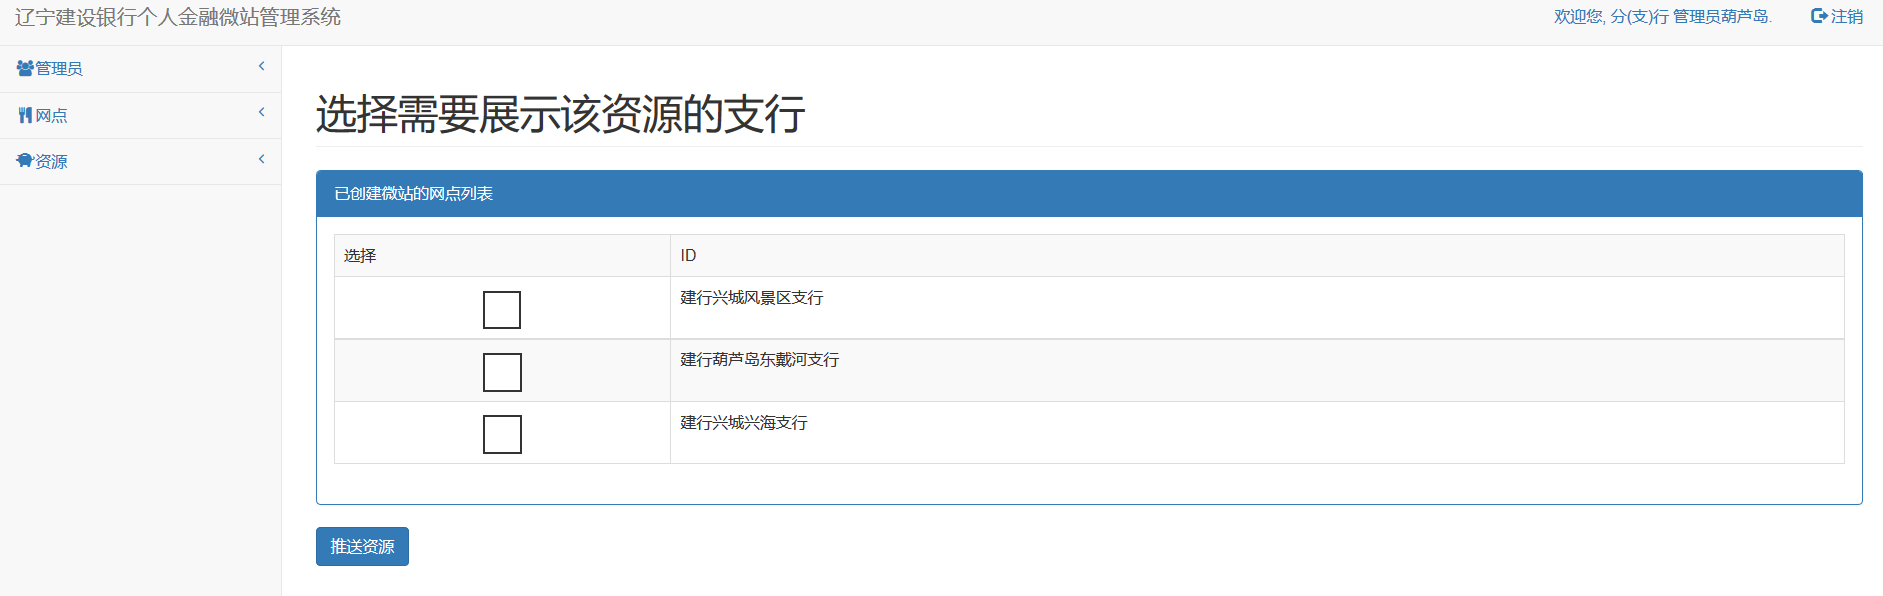 辽宁建设银行个人金融微站管理系统
欢迎您, 分(支)行 管理员葫芦岛.
注销
管理员
网点
资源
选择需要展示该资源的支行
已创建微站的网点列表
选择 ID
建行兴城风景区支行
建行葫芦岛东戴河支行
建行兴城兴海支行
推送资源